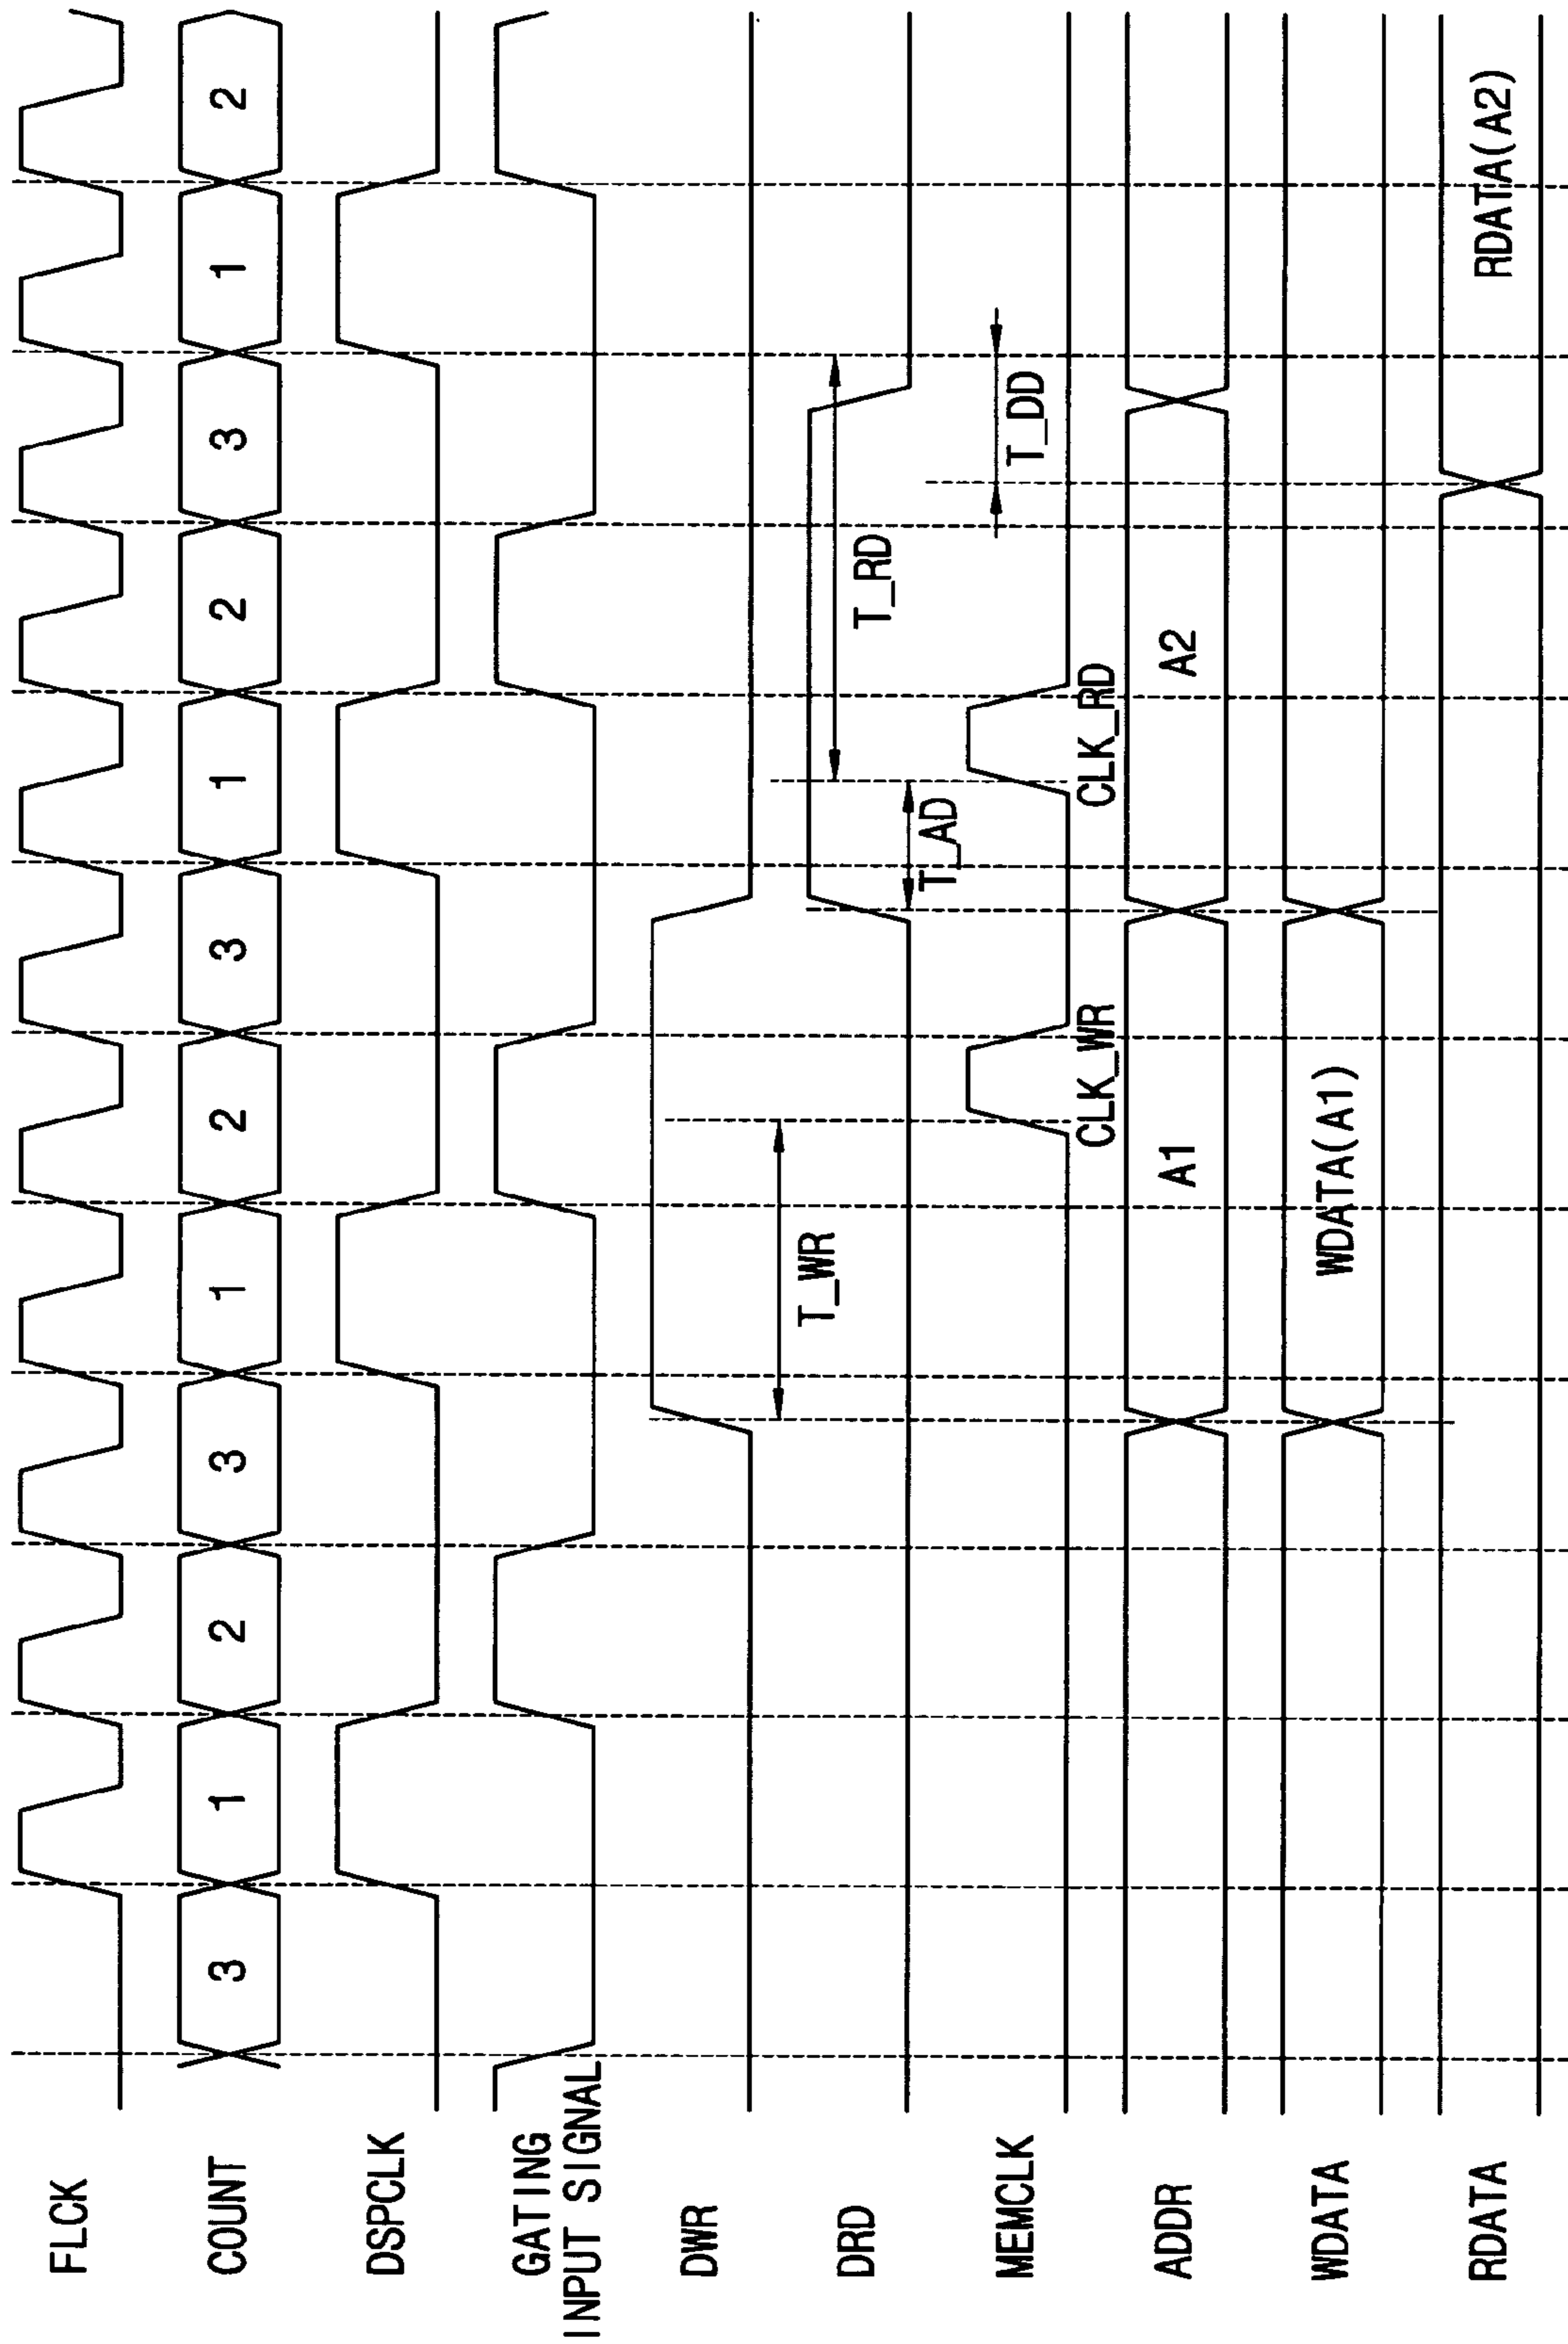 FLCK
COUNT
3 1 2 3 1 2 3 1 2 3 1 2
DSPCLK
GATING
INPUT SIGNAL
DWR
T_WR
DRD
T_RD
T_AD
MEMCLK
T_DD
CLK_WR
CLK_RD
ADDR
A1
A2
WDATA
WDATA(A1)
RDATA
RDATA(A2)